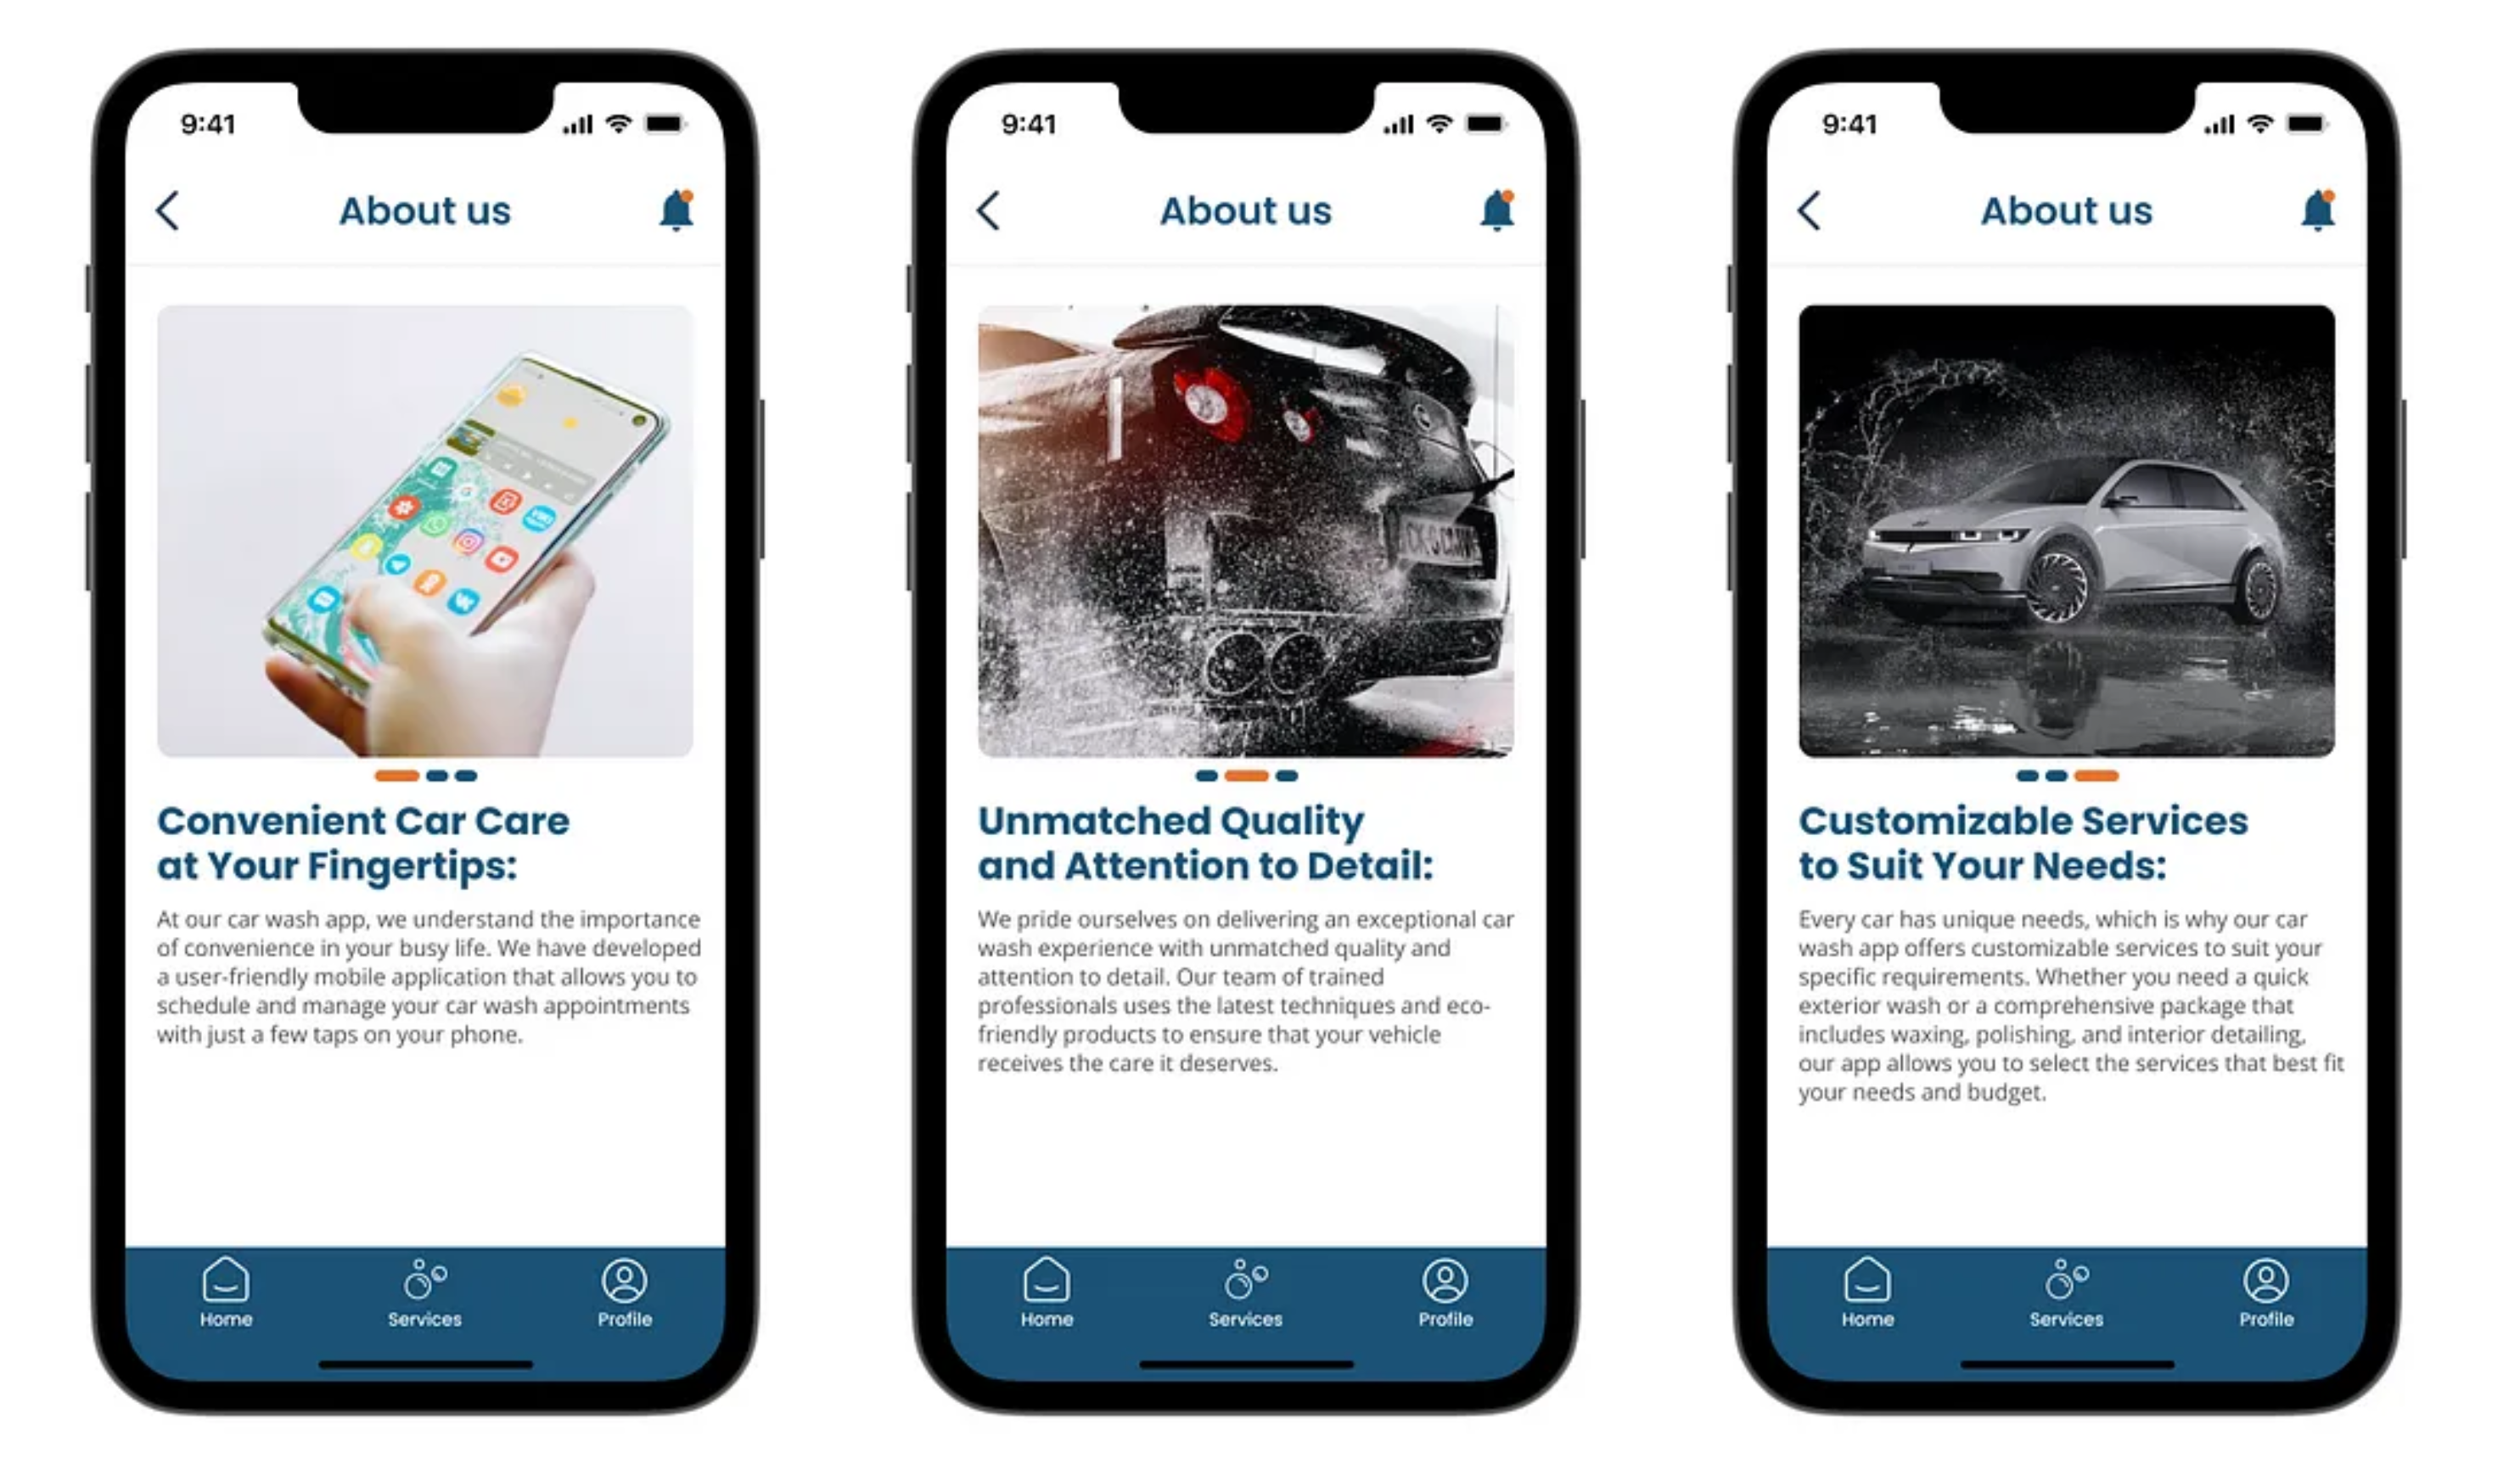 9:41
About us
Convenient Car Care
at Your Fingertips:
At our car wash app, we understand the importance
of convenience in your busy life. We have developed
a user-friendly mobile application that allows you to
schedule and manage your car wash appointments
with just a few taps on your phone.
Home
Services
Profile
9:41
About us
Unmatched Quality
and Attention to Detail:
We pride ourselves on delivering an exceptional car
wash experience with unmatched quality and
attention to detail. Our team of trained
professionals uses the latest techniques and eco-
friendly products to ensure that your vehicle
receives the care it deserves.
Home
Services
Profile
9:41
About us
Customizable Services
to Suit Your Needs:
Every car has unique needs, which is why our car
wash app offers customizable services to suit your
specific requirements. Whether you need a quick
exterior wash or a comprehensive package that
includes waxing, polishing, and interior detailing,
our app allows you to select the services that best fit
your needs and budget.
Home
Services
Profile